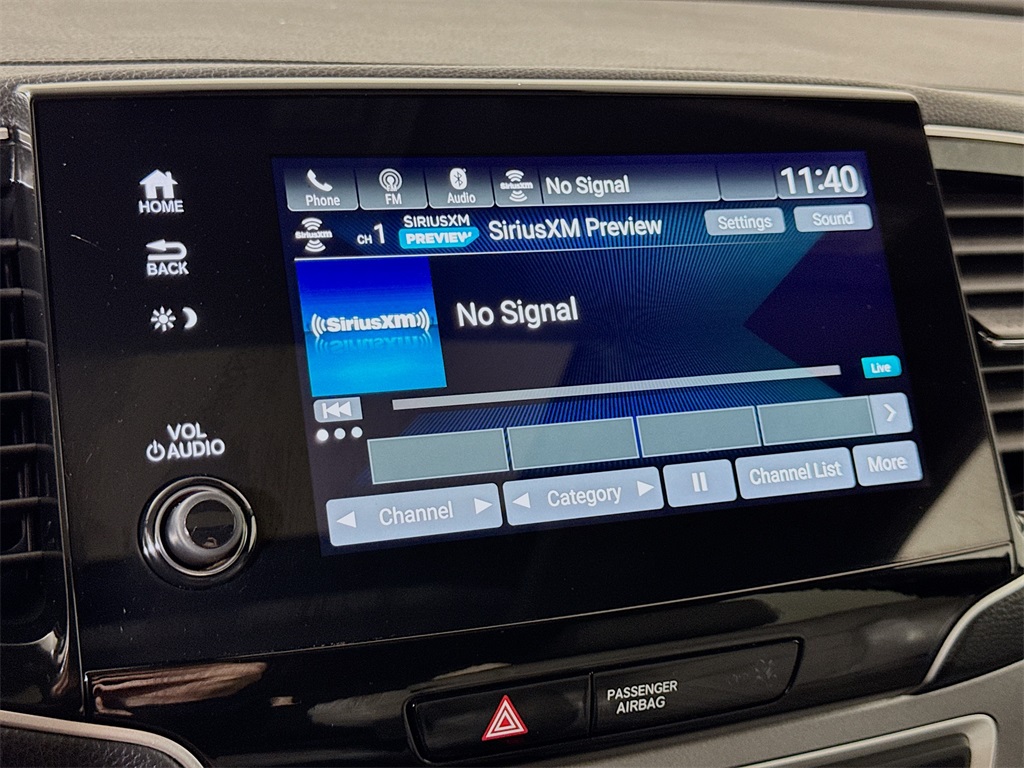 HOME
BACK
VOL
AUDIO
Phone
FM
Audio
SiriusXM
No Signal
11:40
SiriusXM
CH 1
SIRIUSXM
PREVIEW
SiriusXM Preview
Settings
Sound
((SiriusXM))
No Signal
Live
Channel
Category
Channel List
More
PASSENGER
AIRBAG